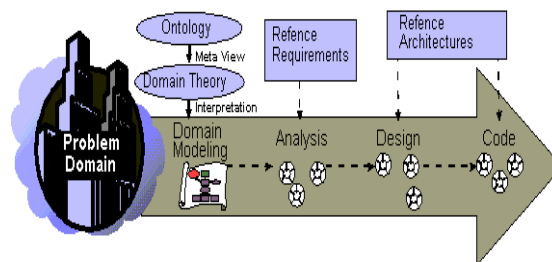 Ontology
Meta View
Domain Theory
Interpretation
Refence
Requirements
Refence
Architectures
Problem
Domain
Domain
Modeling
Analysis
Design
Code